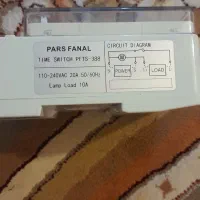 PARS FANAL
TIME SWITCH PFTS-388
110-240VAC 20A 50/60Hz
Lamp Load 10A
CIRCUIT DIAGRAM
POWER
LOAD